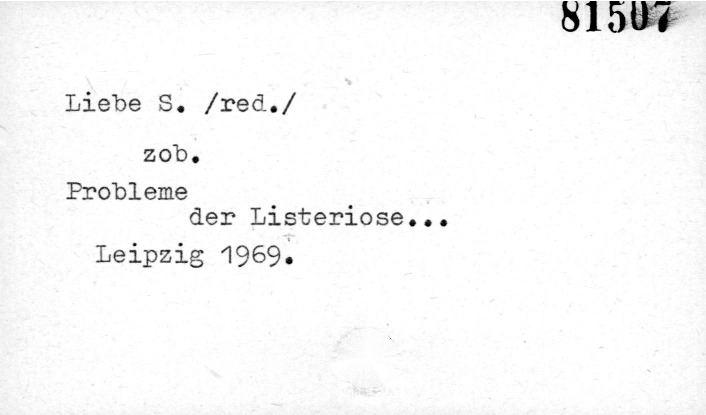 81507
Liebe S. /red./
zob.
Probleme
der Listeriose...
Leipzig 1969.